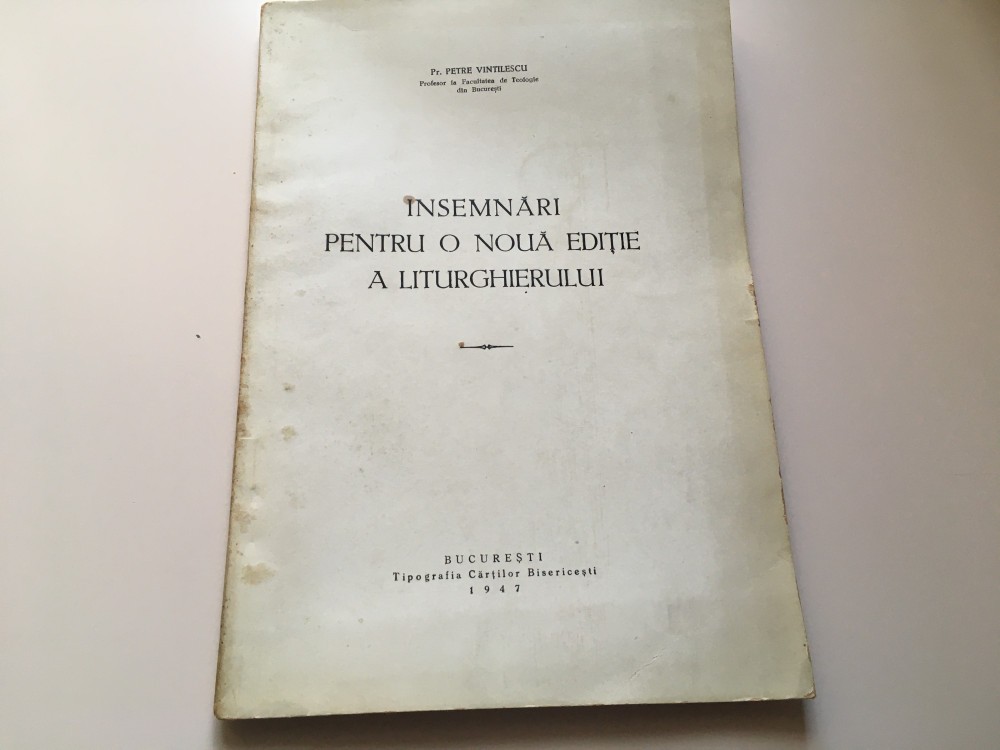 Pr. PETRE VINTILESCU
Profesor la Facultatea de Teologie
din București
INSEMNĂRI
PENTRU O NOUĂ EDIȚIE
A LITURGHIERULUI
BUCUREȘTI
Tipografia Cărților Bisericești
1947